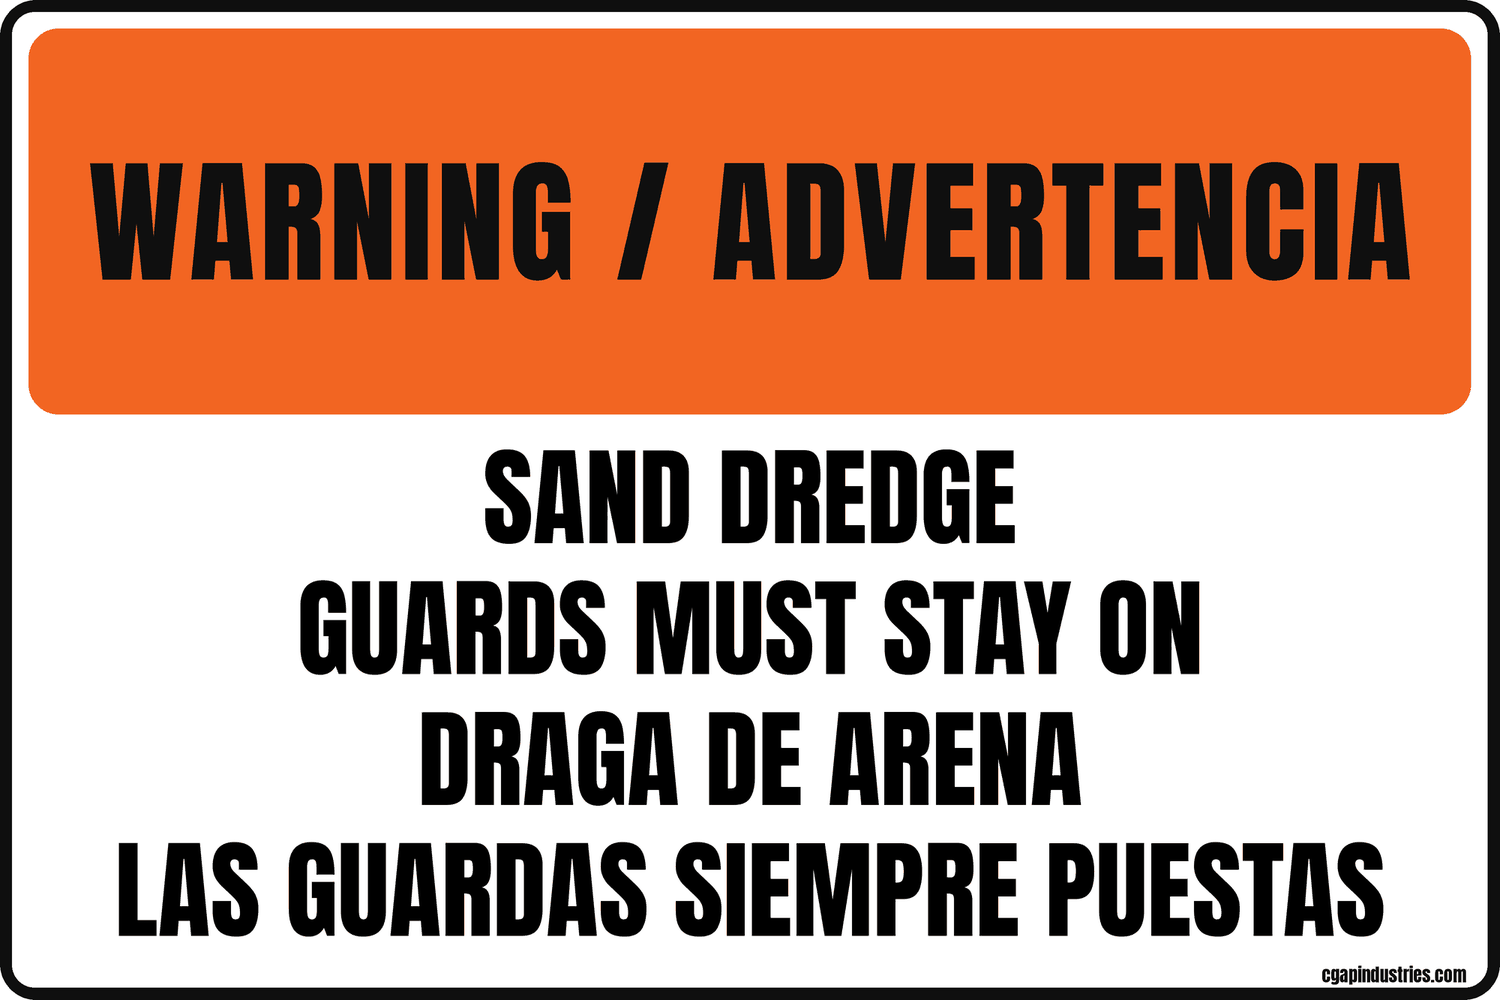 WARNING / ADVERTENCIA
SAND DREDGE
GUARDS MUST STAY ON
DRAGA DE ARENA
LAS GUARDAS SIEMPRE PUESTAS
cgapindustries.com